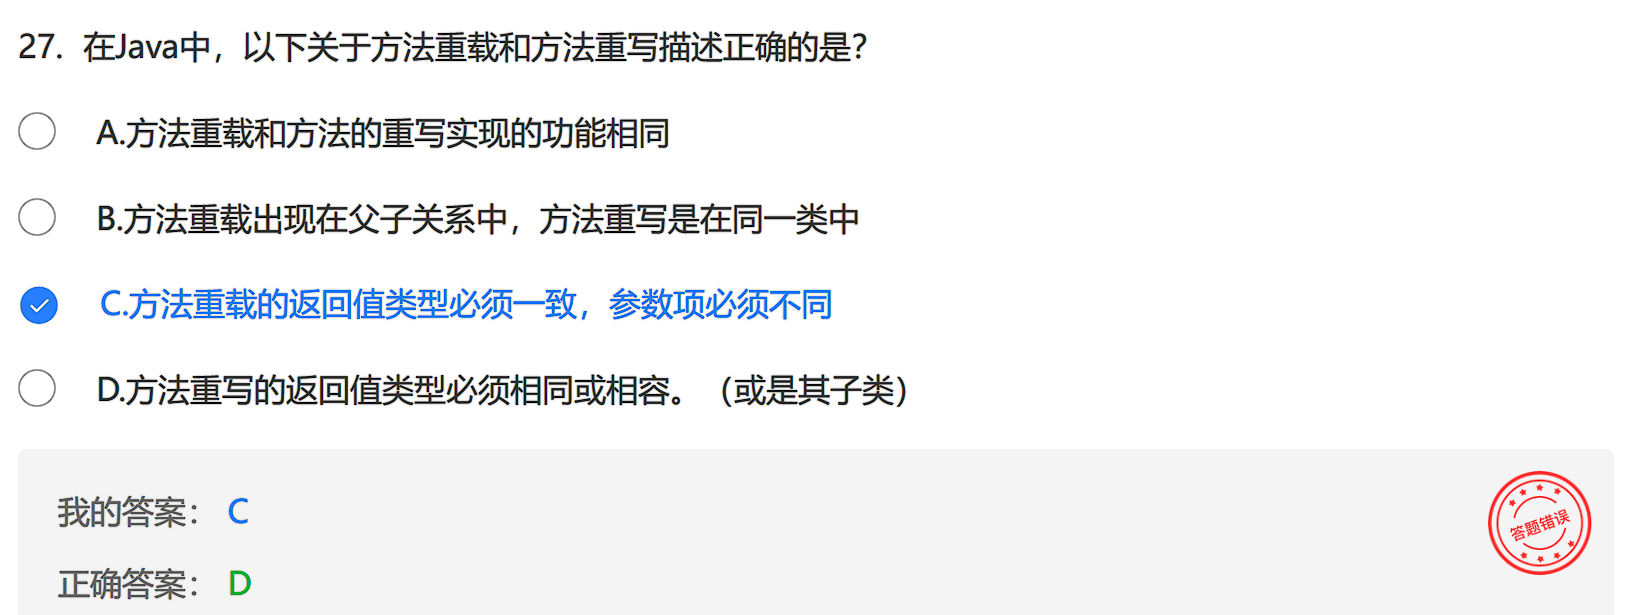 27. 在Java中，以下关于方法重载和方法重写描述正确的是？
A.方法重载和方法的重写实现的功能相同
B.方法重载出现在父子关系中，方法重写是在同一类中
C.方法重载的返回值类型必须一致，参数项必须不同
D.方法重写的返回值类型必须相同或相容。（或是其子类）
我的答案： C
答题错误
正确答案： D